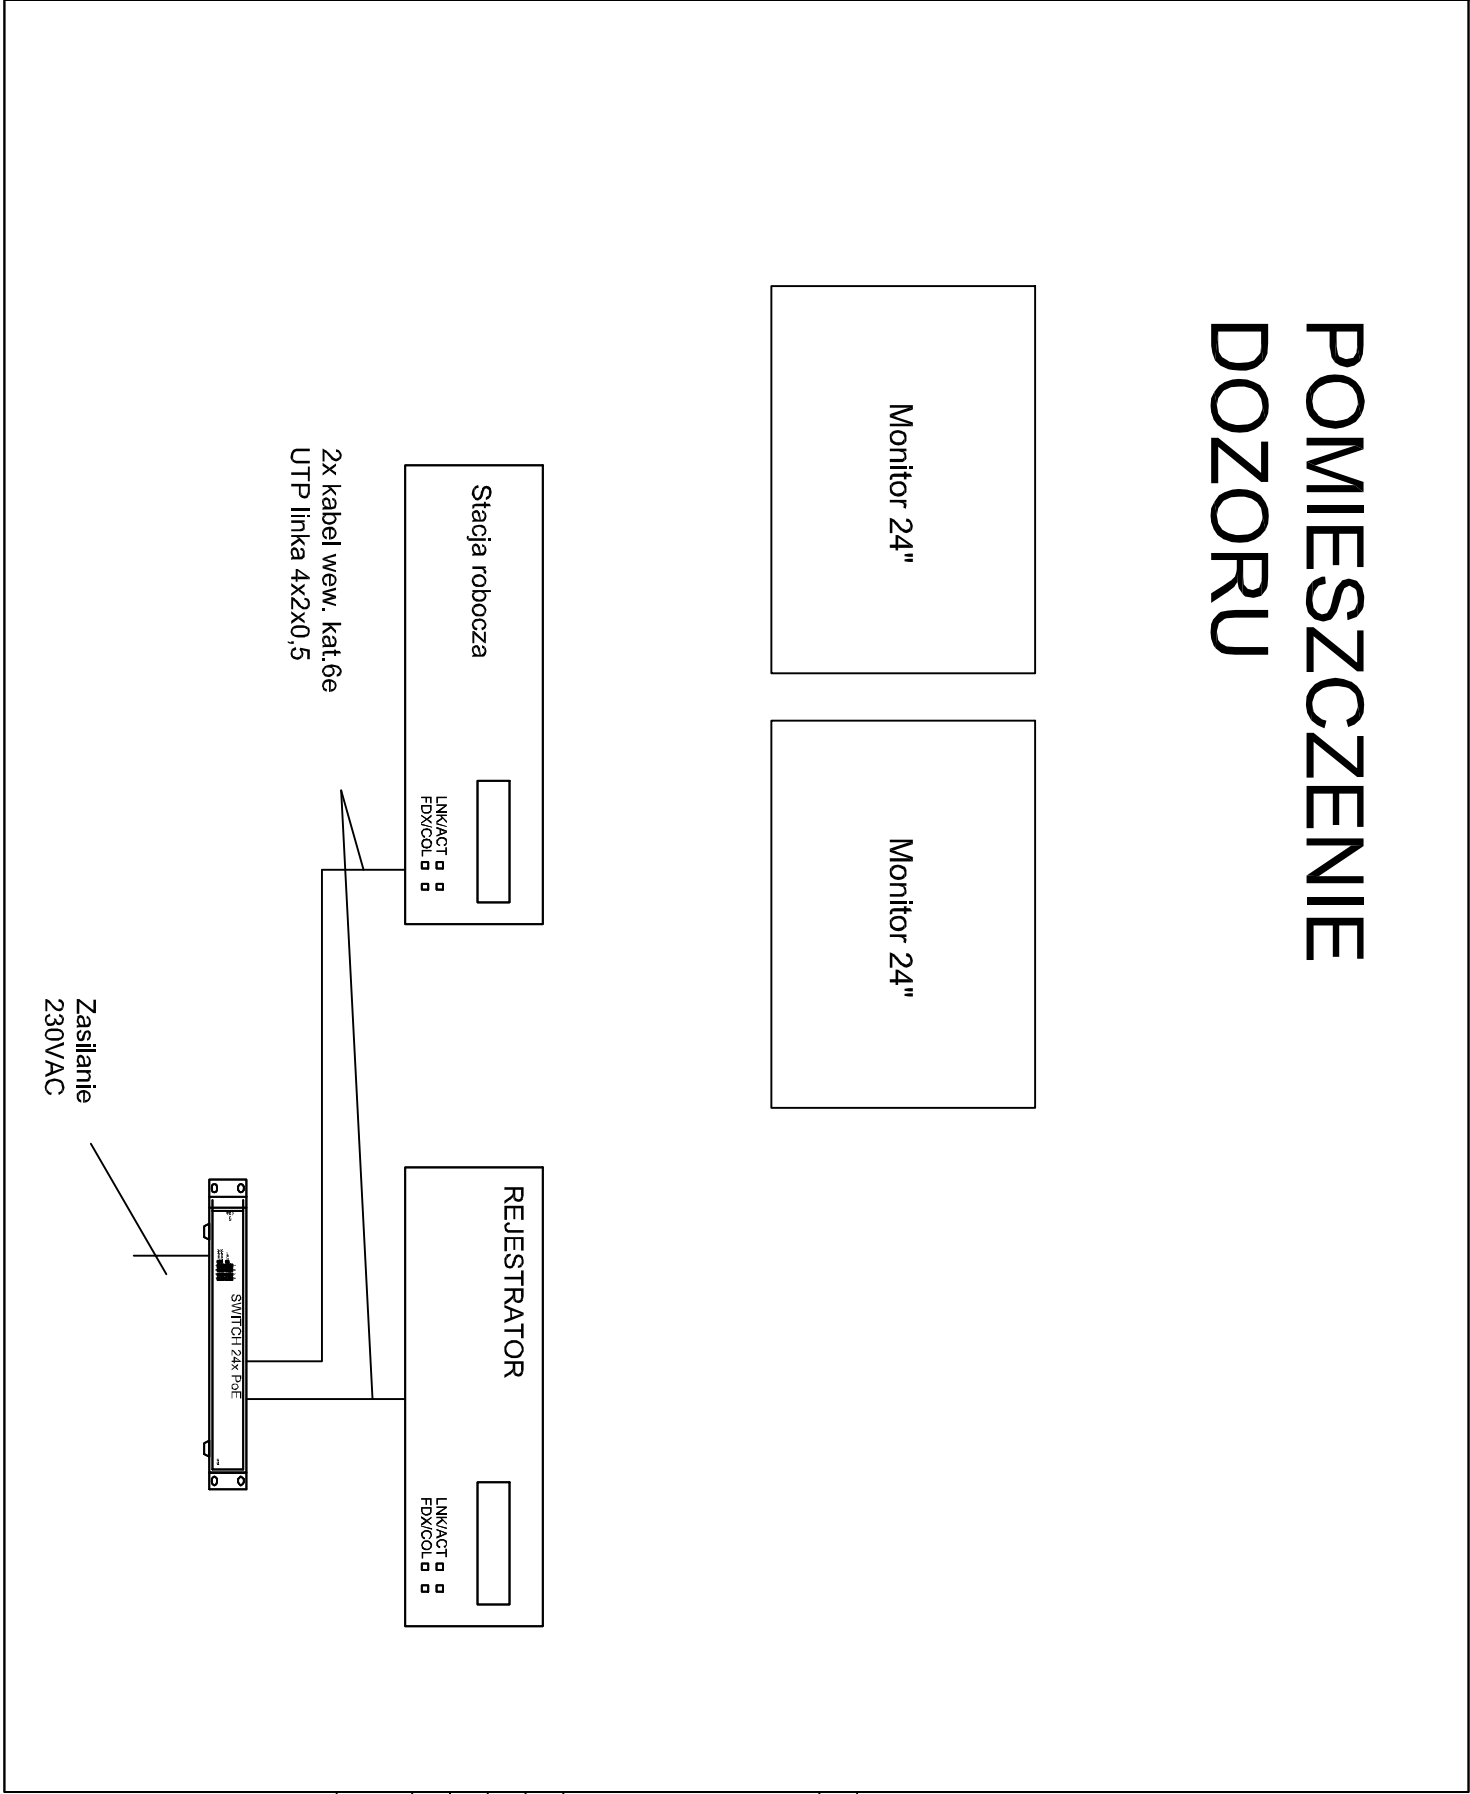 POMIESZCZENIE
DOZORU
Monitor 24"
Monitor 24"
Stacja robocza
LNK/ACT
FDX/COL
REJESTRATOR
LNK/ACT
FDX/COL
2x kabel wew. kat.6e
UTP linka 4x2x0,5
SWITCH 24x PoE
Zasilanie
230VAC